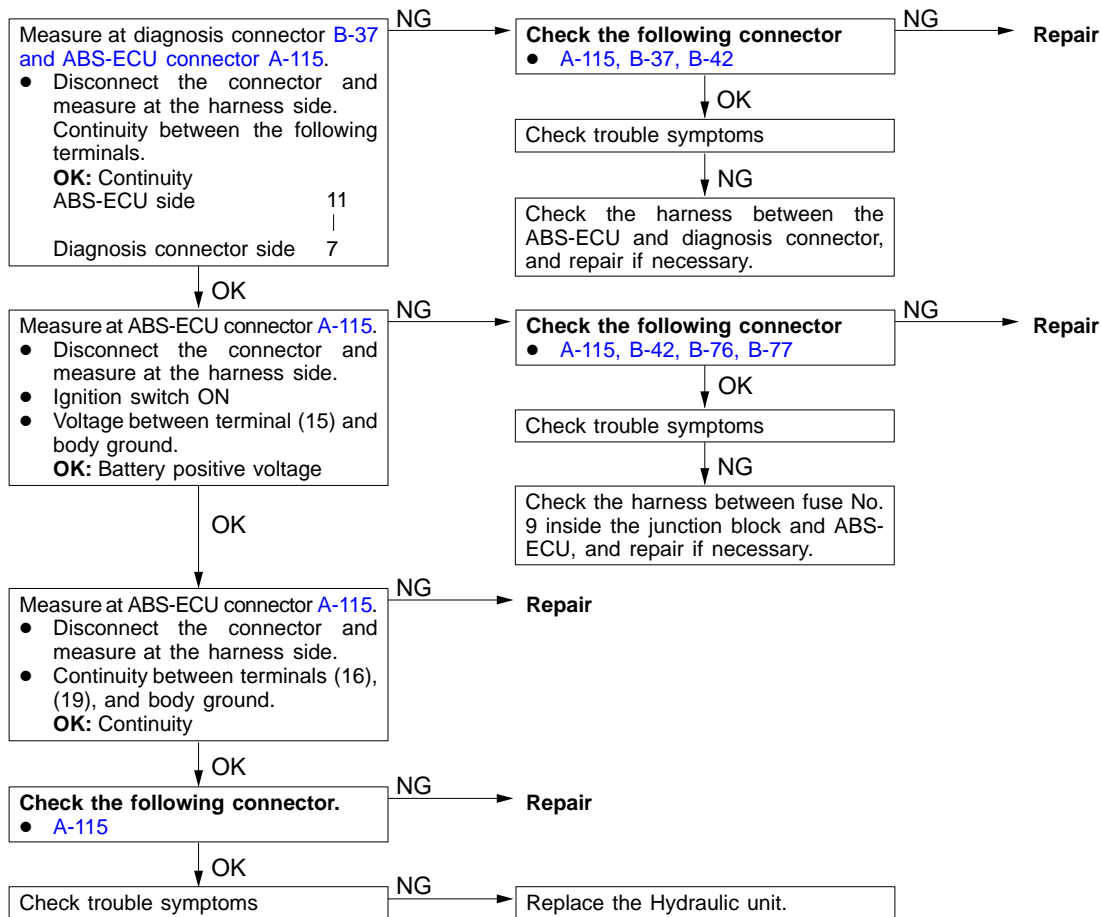 Measure at diagnosis connector B-37
and ABS-ECU connector A-115.
● Disconnect the connector and
measure at the harness side.
Continuity between the following
terminals.
OK: Continuity
ABS-ECU side 11
|
Diagnosis connector side 7
NG
Check the following connector
● A-115, B-37, B-42
NG
Repair
OK
Check trouble symptoms
NG
Check the harness between the
ABS-ECU and diagnosis connector,
and repair if necessary.
OK
Measure at ABS-ECU connector A-115.
● Disconnect the connector and
measure at the harness side.
● Ignition switch ON
● Voltage between terminal (15) and
body ground.
OK: Battery positive voltage
NG
Check the following connector
● A-115, B-42, B-76, B-77
NG
Repair
OK
Check trouble symptoms
NG
Check the harness between fuse No.
9 inside the junction block and ABS-
ECU, and repair if necessary.
OK
Measure at ABS-ECU connector A-115.
● Disconnect the connector and
measure at the harness side.
● Continuity between terminals (16),
(19), and body ground.
OK: Continuity
NG
Repair
OK
Check the following connector.
● A-115
NG
Repair
OK
Check trouble symptoms
NG
Replace the Hydraulic unit.